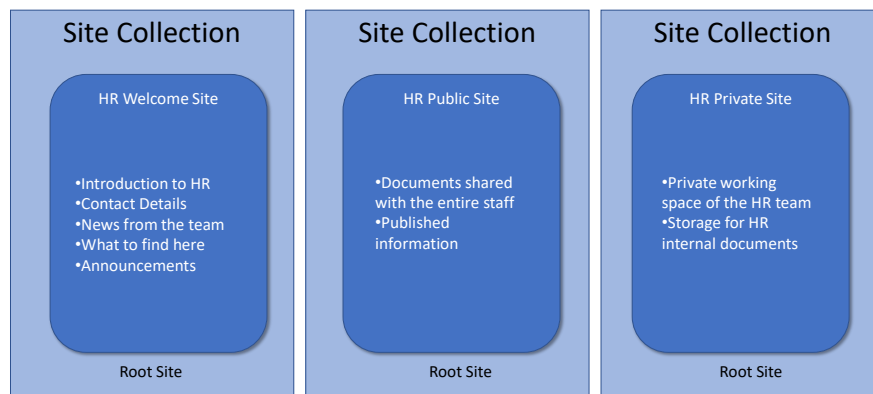 Site Collection
HR Welcome Site
•Introduction to HR
•Contact Details
•News from the team
•What to find here
•Announcements
Root Site
Site Collection
HR Public Site
•Documents shared
with the entire staff
•Published
information
Root Site
Site Collection
HR Private Site
•Private working
space of the HR team
•Storage for HR
internal documents
Root Site